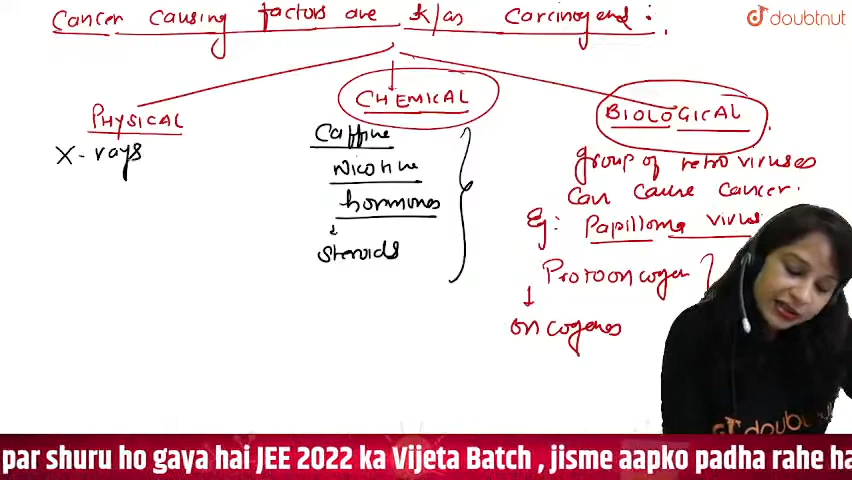 Cancer causing factors are k/as Carcinogens :.
doubtnut
PHYSICAL
X-rays
CHEMICAL
Caffine
Nicotine
hormones
↓
steroids
BIOLOGICAL
group of retro viruses
Can cause cancer.
Eg: Papilloma virus
Protooncogen
↓
oncogenes
doubtnut
par shuru ho gaya hai JEE 2022 ka Vijeta Batch , jisme aapko padha rahe ha